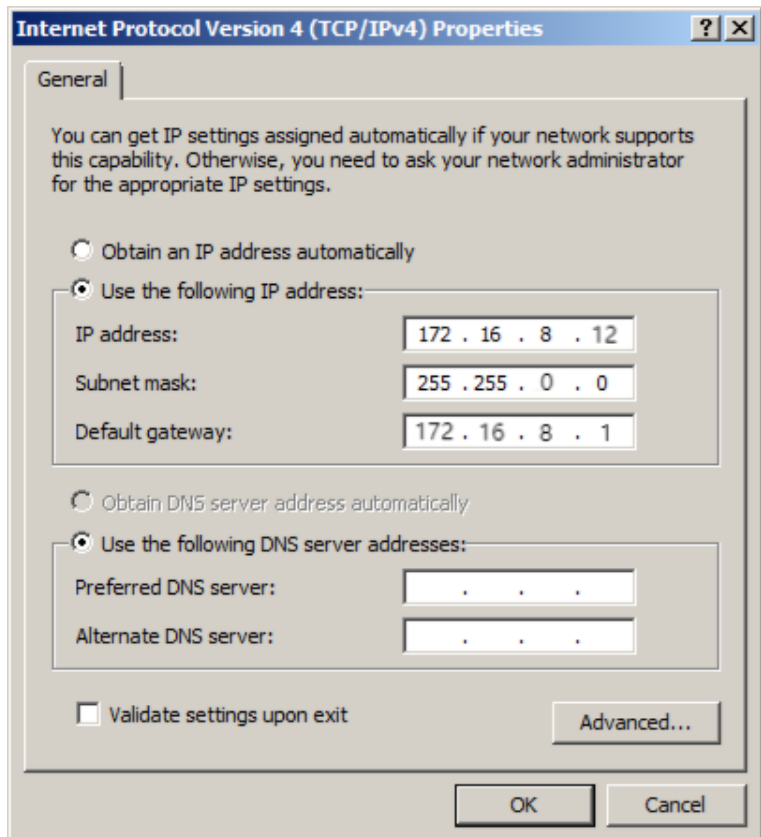 Internet Protocol Version 4 (TCP/IPv4) Properties
General
You can get IP settings assigned automatically if your network supports
this capability. Otherwise, you need to ask your network administrator
for the appropriate IP settings.
Obtain an IP address automatically
Use the following IP address:
IP address: 172 . 16 . 8 . 12
Subnet mask: 255 . 255 . 0 . 0
Default gateway: 172 . 16 . 8 . 1
Obtain DNS server address automatically
Use the following DNS server addresses:
Preferred DNS server: . . .
Alternate DNS server: . . .
Validate settings upon exit
Advanced...
OK Cancel